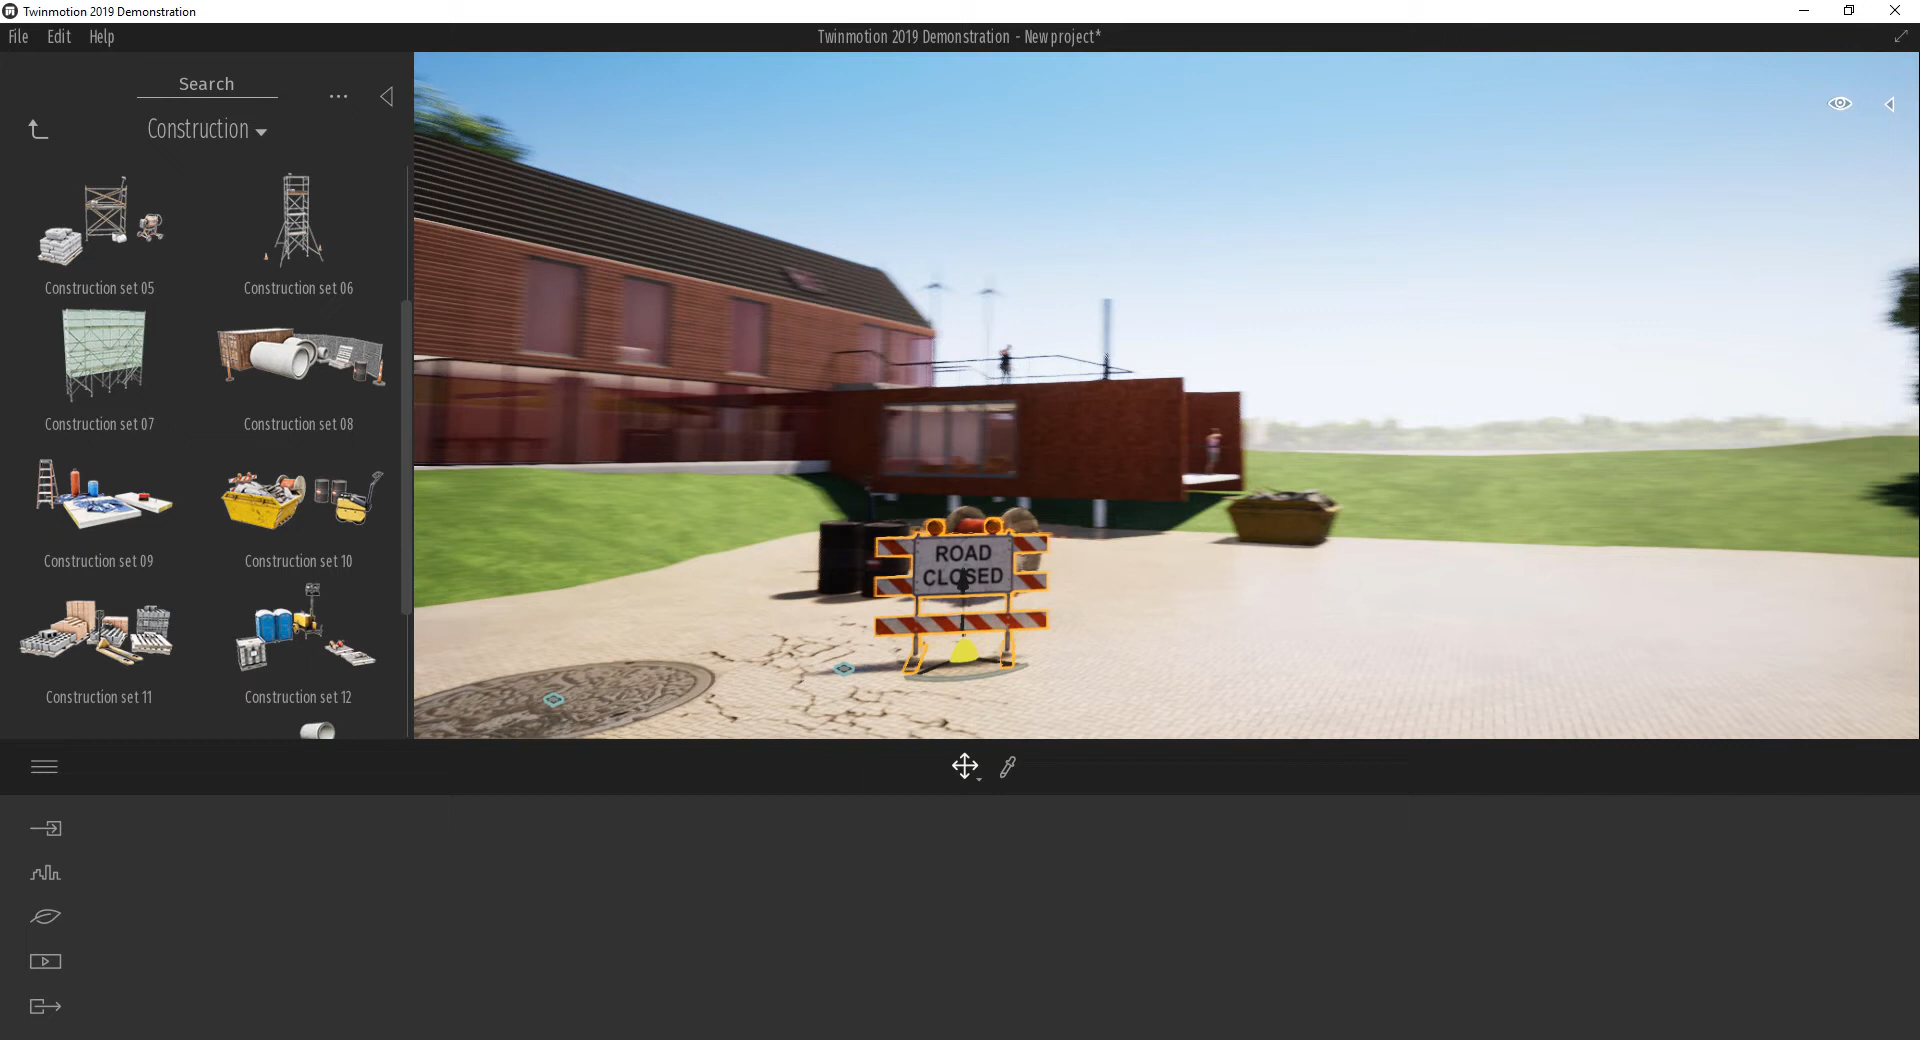 Twinmotion 2019 Demonstration
File Edit Help
Twinmotion 2019 Demonstration - New project*
Search
...
Construction
Construction set 05
Construction set 06
Construction set 07
Construction set 08
Construction set 09
Construction set 10
Construction set 11
Construction set 12
ROAD
CLOSED